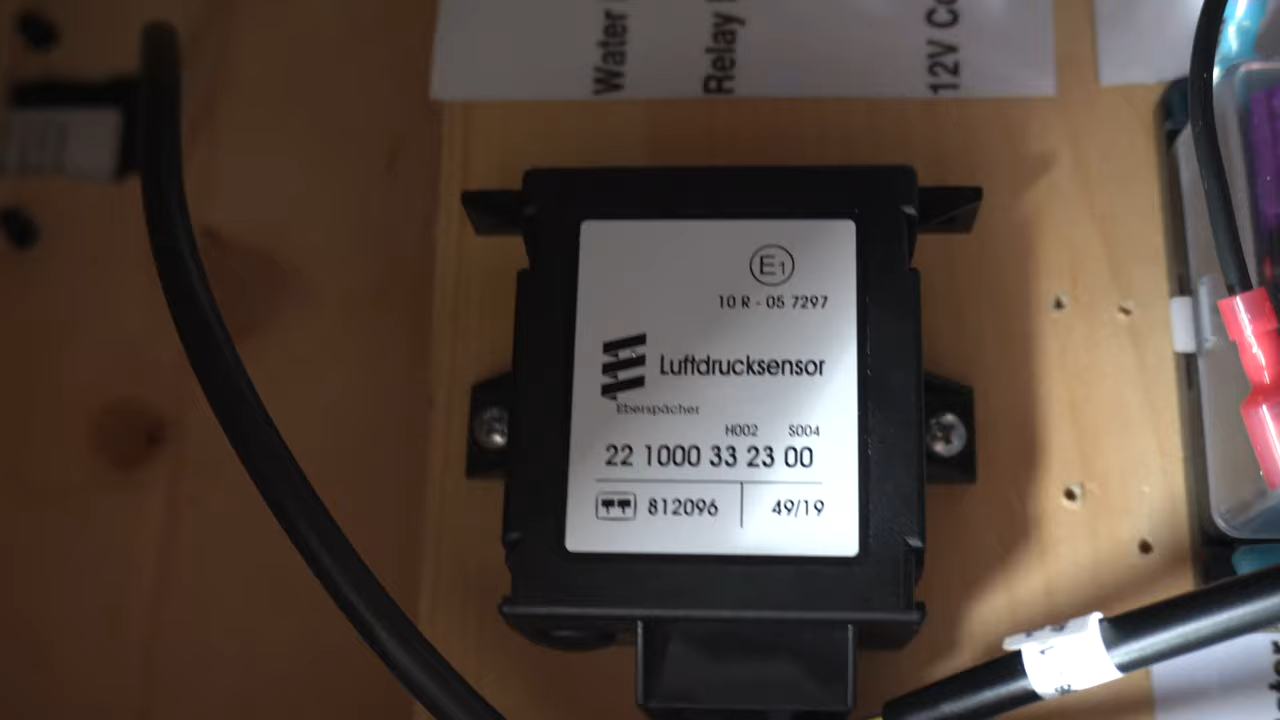 Water
Relay
12V
E1
10 R - 05 7297
Luftdrucksensor
Eberspächer
H002 S004
22 1000 33 23 00
812096 49/19